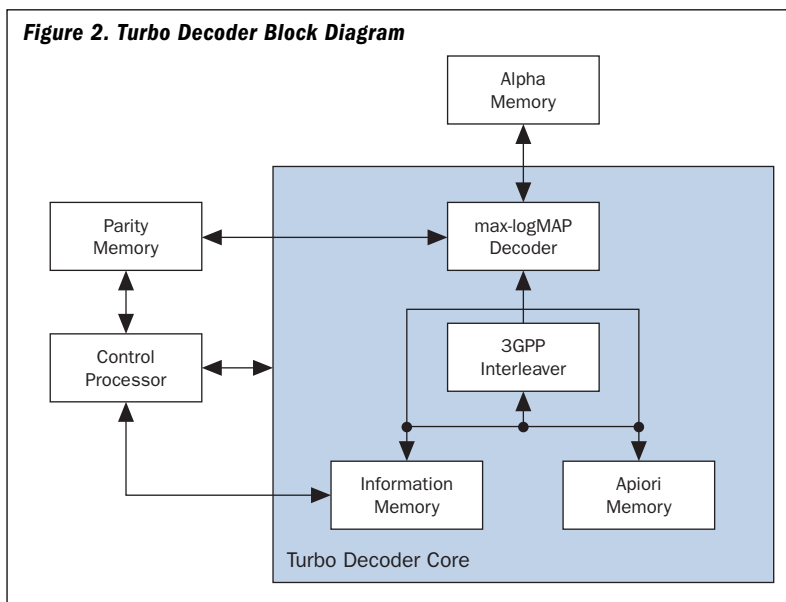 Figure 2. Turbo Decoder Block Diagram
Alpha
Memory
Parity
Memory
max-logMAP
Decoder
Control
Processor
3GPP
Interleaver
Information
Memory
Apiori
Memory
Turbo Decoder Core